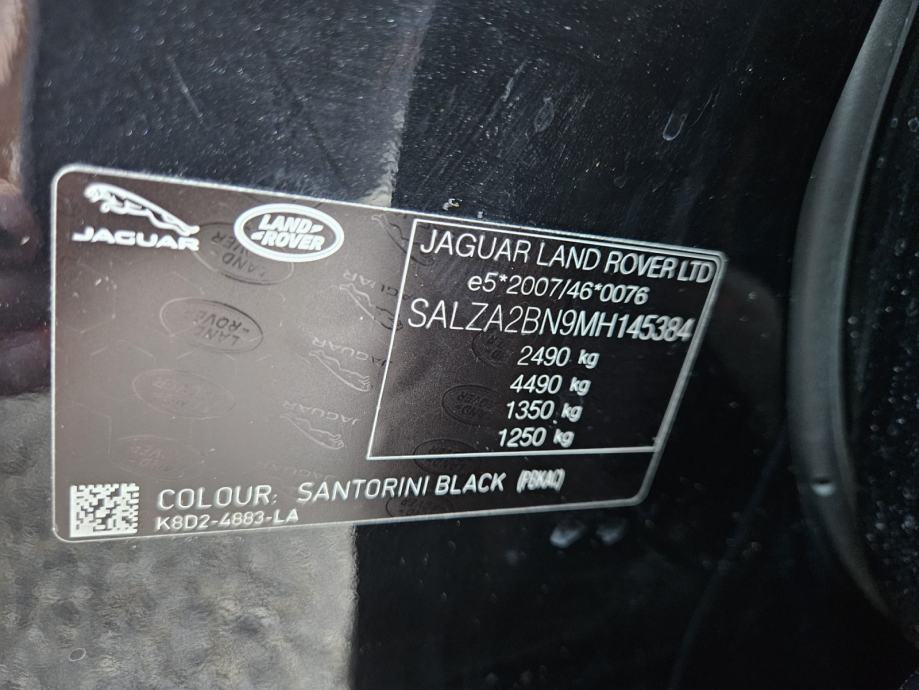 JAGUAR
LAND ROVER
JAGUAR LAND ROVER LTD
e5*2007/46*0076
SALZA2BN9MH145384
2490 kg
4490 kg
1350 kg
1250 kg
COLOUR: SANTORINI BLACK (PBKAC)
K8D2-4883-LA